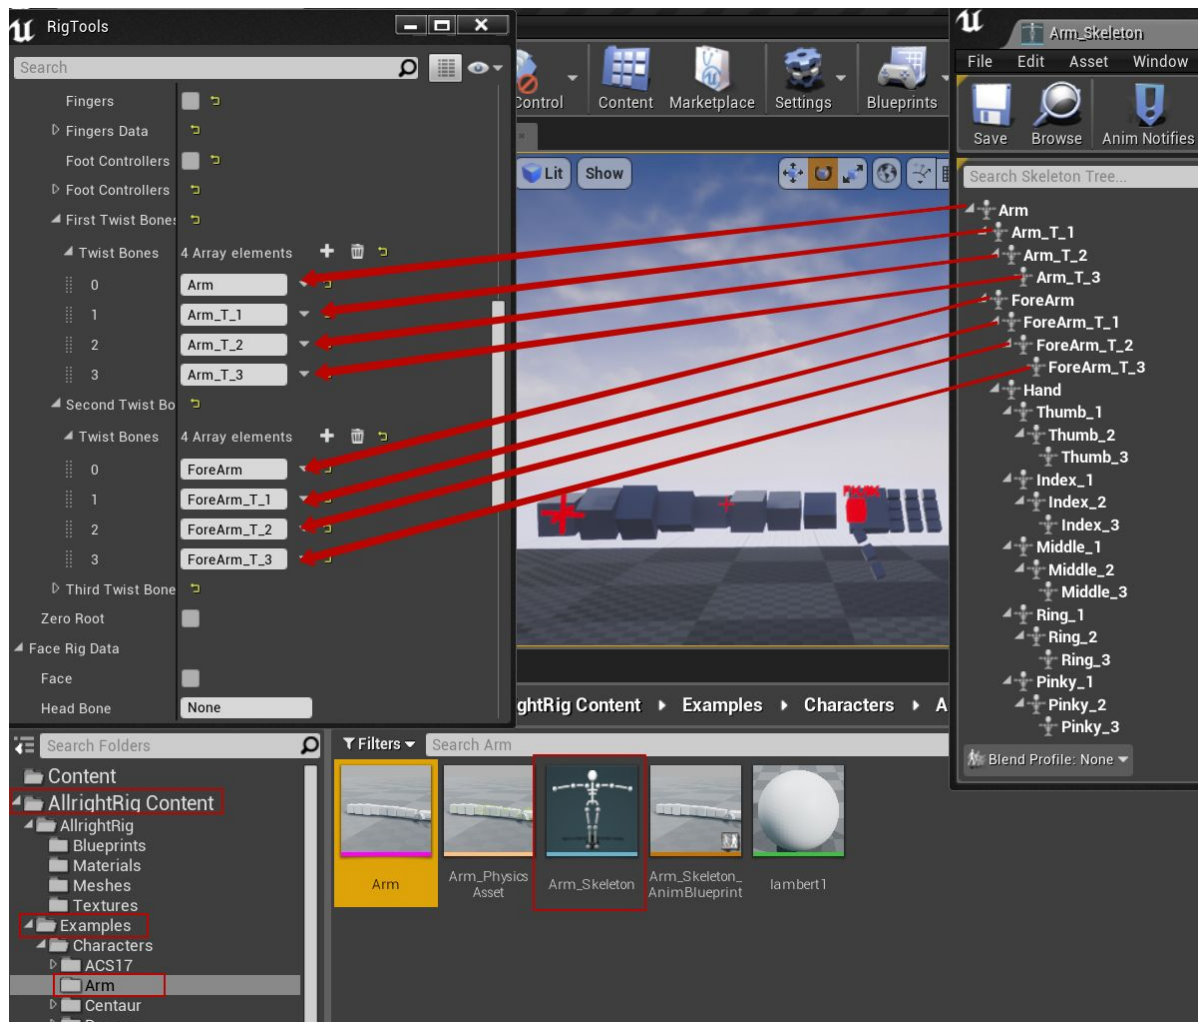 RigTools
Search
Fingers
Fingers Data
Foot Controllers
Foot Controllers
First Twist Bones
Twist Bones 4 Array elements
0 Arm
1 Arm_T_1
2 Arm_T_2
3 Arm_T_3
Second Twist Bo
Twist Bones 4 Array elements
0 ForeArm
1 ForeArm_T_1
2 ForeArm_T_2
3 ForeArm_T_3
Third Twist Bone
Zero Root
Face Rig Data
Face
Head Bone None
Control Content Marketplace Settings Blueprints
Lit Show
ghtRig Content Examples Characters A
Arm_Skeleton
File Edit Asset Window
Save Browse Anim Notifies
Search Skeleton Tree...
Arm
Arm_T_1
Arm_T_2
Arm_T_3
ForeArm
ForeArm_T_1
ForeArm_T_2
ForeArm_T_3
Hand
Thumb_1
Thumb_2
Thumb_3
Index_1
Index_2
Index_3
Middle_1
Middle_2
Middle_3
Ring_1
Ring_2
Ring_3
Pinky_1
Pinky_2
Pinky_3
Blend Profile: None
Search Folders
Content
AllrightRig Content
AllrightRig
Blueprints
Materials
Meshes
Textures
Examples
Characters
ACS17
Arm
Centaur
Filters Search Arm
Arm
Arm_Physics
Asset
Arm_Skeleton
Arm_Skeleton_
AnimBlueprint
lambert1